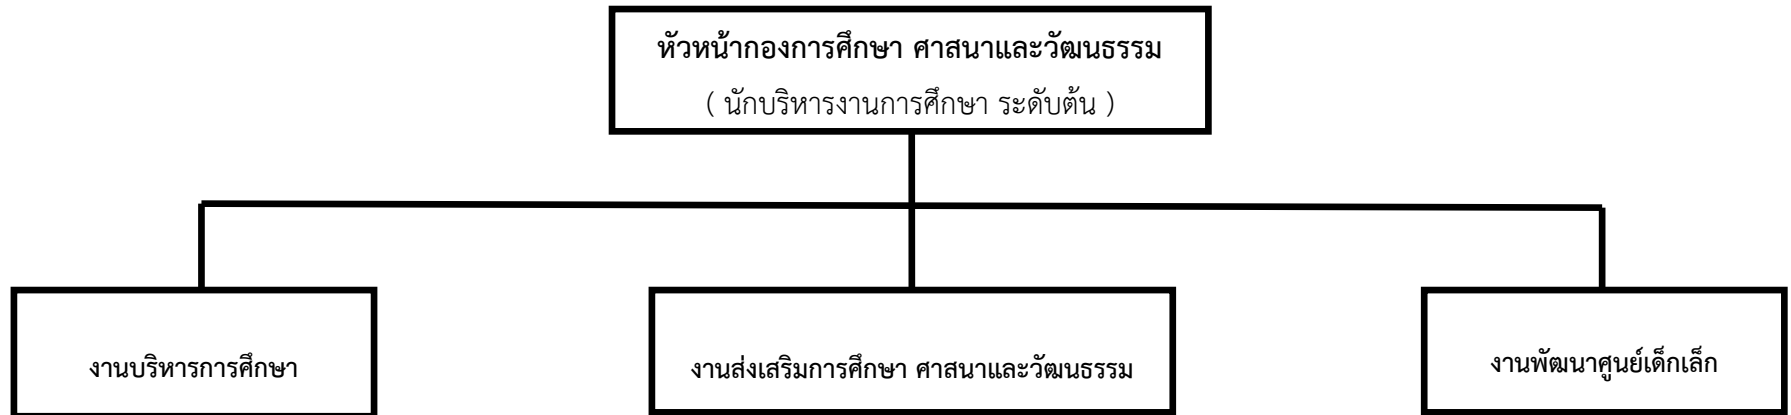 หัวหน้ากองการศึกษา ศาสนาและวัฒนธรรม
( นักบริหารงานการศึกษา ระดับต้น )
งานบริหารการศึกษา
งานส่งเสริมการศึกษา ศาสนาและวัฒนธรรม
งานพัฒนาศูนย์เด็กเล็ก